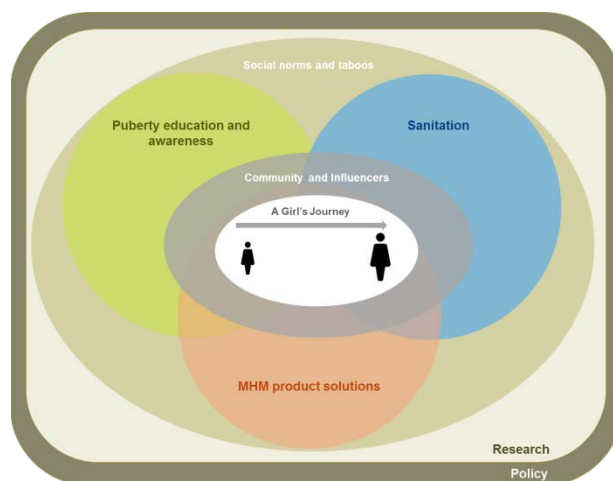 Social norms and taboos
Puberty education and
awareness
Sanitation
Community and Influencers
A Girl's Journey
MHM product solutions
Research
Policy